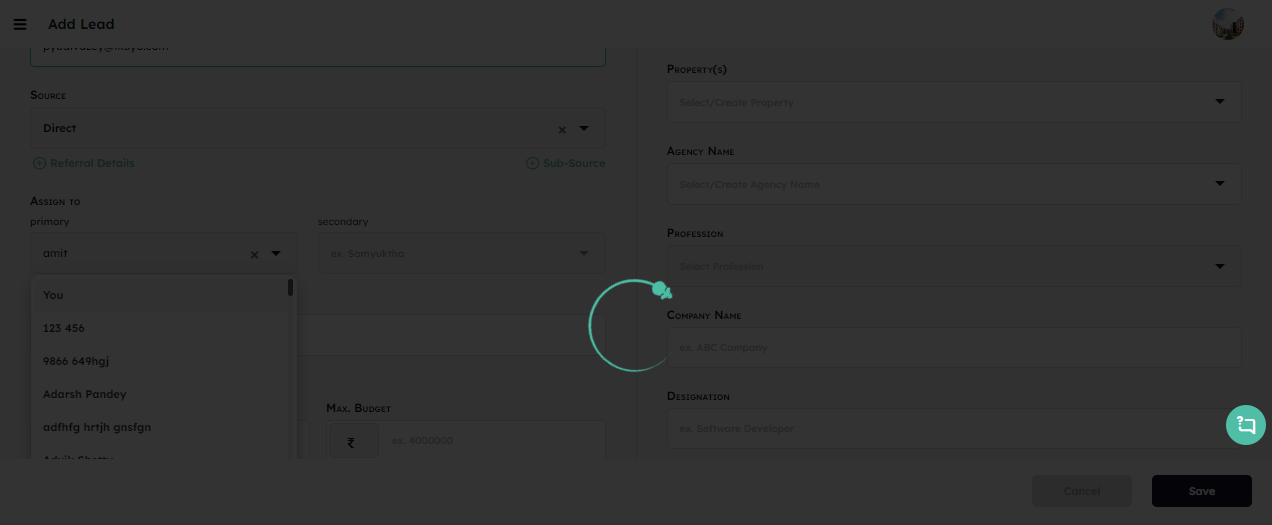 Add Lead
Source
Direct
Referral Details
Sub-Source
Assign to
primary
secondary
amit
ex. Samyuktha
You
123 456
9866 649hgj
Adarsh Pandey
adfhfg hrtjh gnsfgn
Max. Budget
₹
ex. 4000000
Property(s)
Select/Create Property
Agency Name
Select/Create Agency Name
Profession
Select Profession
Company Name
ex. ABC Company
Designation
ex. Software Developer
Cancel
Save